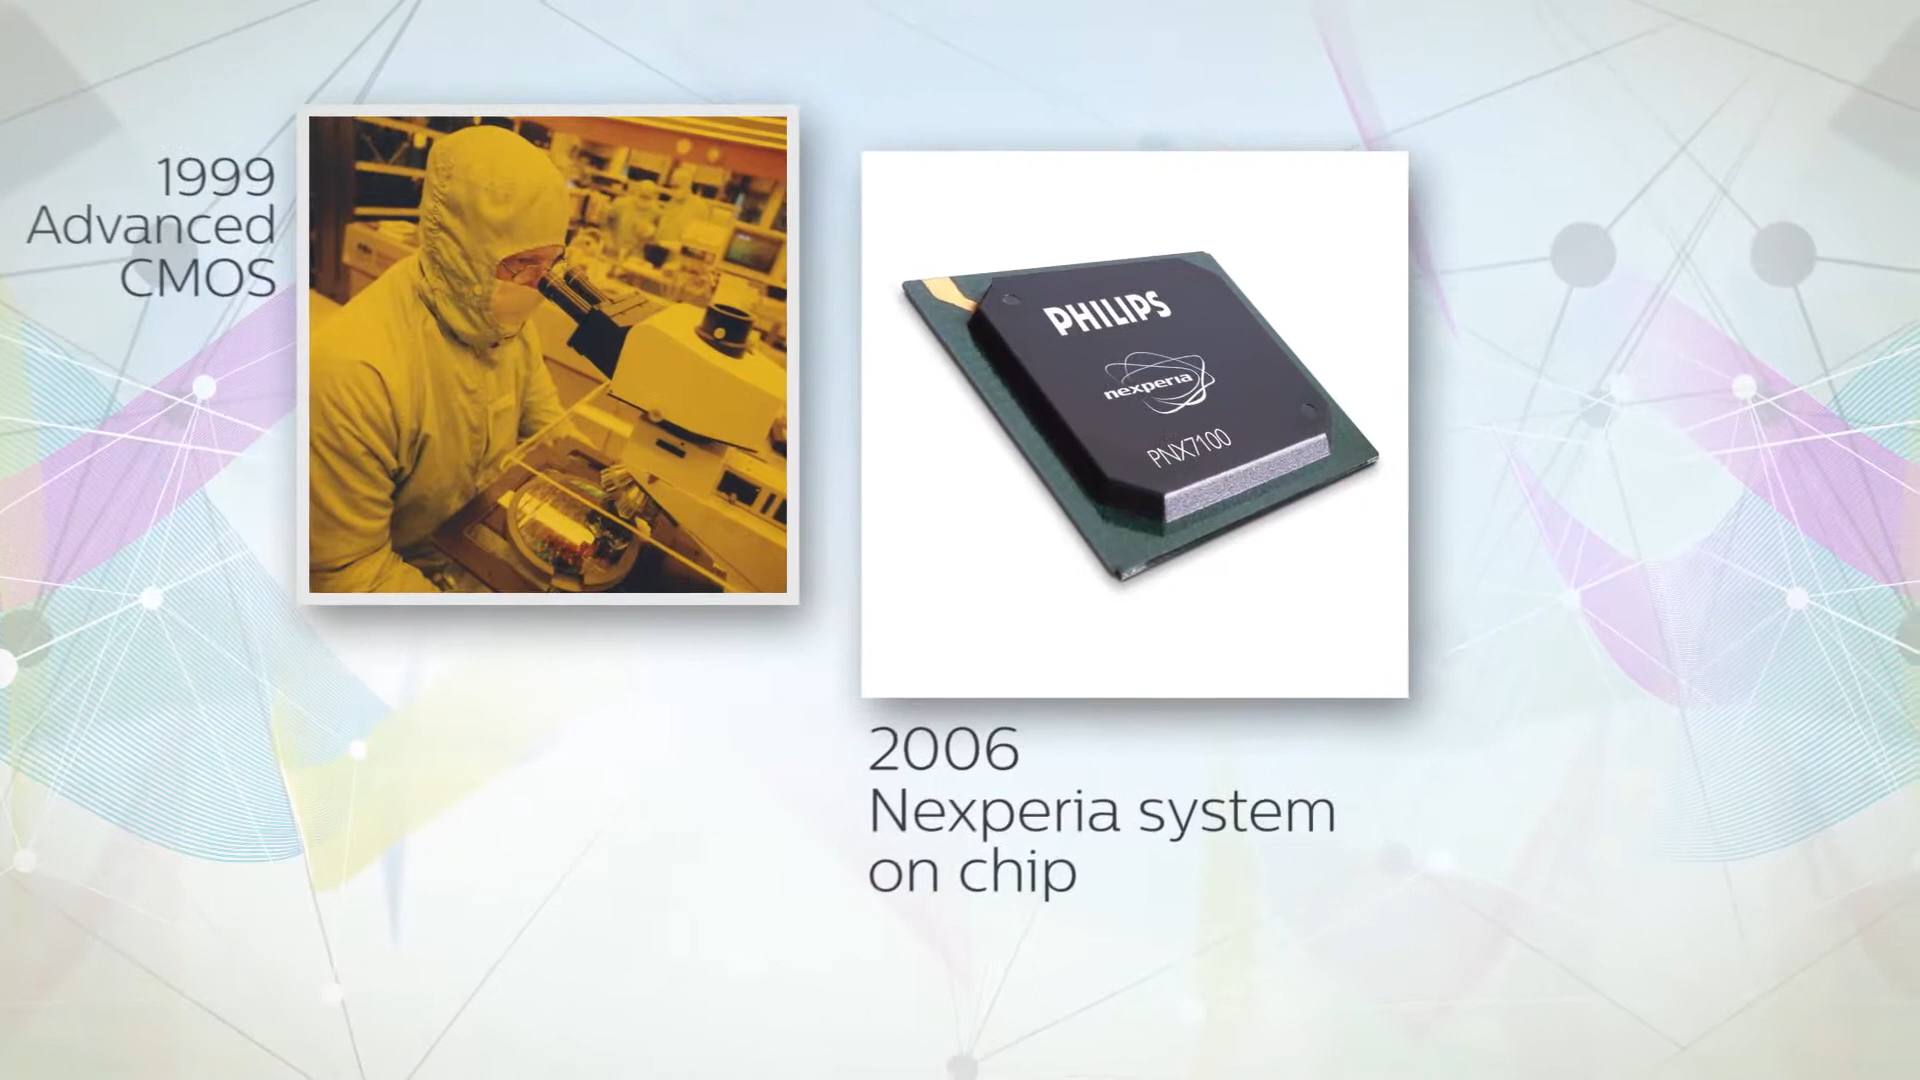 1999
Advanced
CMOS
PHILIPS
nexperia
PNX7100
2006
Nexperia system
on chip